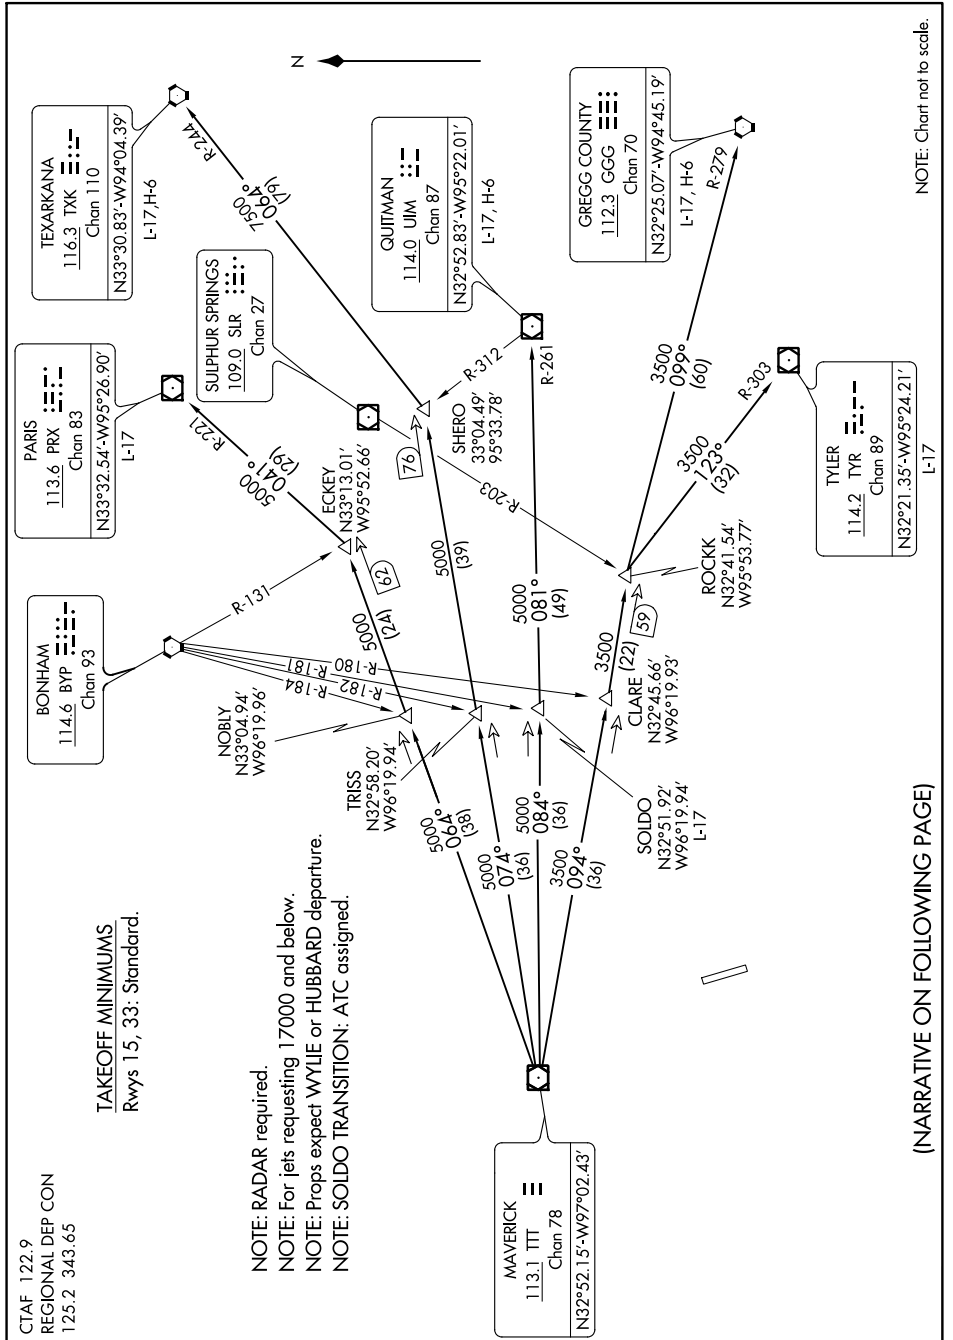 CTAF 122.9
REGIONAL DEP CON
125.2 343.65
TAKEOFF MINIMUMS
Rwys 15, 33: Standard.
NOTE: RADAR required.
NOTE: For jets requesting 17000 and below.
NOTE: Props expect WYLIE or HUBBARD departure.
NOTE: SOLDO TRANSITION: ATC assigned.
MAVERICK
113.1 TTT
Chan 78
N32°52.15'-W97°02.43'
BONHAM
114.6 BYP
Chan 93
R-131
R-180
R-181
R-182
R-184
NOBLY
N33°04.94'
W96°19.96'
TRISS
N32°58.20'
W96°19.94'
SOLDO
N32°51.92'
W96°19.94'
L-17
CLARE
N32°45.66'
W96°19.93'
5000
064°
(38)
5000
074°
(36)
5000
084°
(36)
3500
094°
(36)
5000
(24)
62
ECKEY
N33°13.01'
W95°52.66'
5000
041°
(29)
R-221
PARIS
113.6 PRX
Chan 83
N33°32.54'-W95°26.90'
L-17
SULPHUR SPRINGS
109.0 SLR
Chan 27
R-203
5000
(39)
76
SHERO
33°04.49'
95°33.78'
R-312
7500
064°
(79)
R-244
TEXARKANA
116.3 TXK
Chan 110
N33°30.83'-W94°04.39'
L-17,H-6
N
QUITMAN
114.0 UIM
Chan 87
N32°52.83'-W95°22.01'
L-17, H-6
5000
081°
(49)
R-261
3500
(22)
59
ROCKK
N32°41.54'
W95°53.77'
3500
099°
(60)
R-279
GREGG COUNTY
112.3 GGG
Chan 70
N32°25.07'-W94°45.19'
L-17, H-6
3500
123°
(32)
R-303
TYLER
114.2 TYR
Chan 89
N32°21.35'-W95°24.21'
L-17
(NARRATIVE ON FOLLOWING PAGE)
NOTE: Chart not to scale.